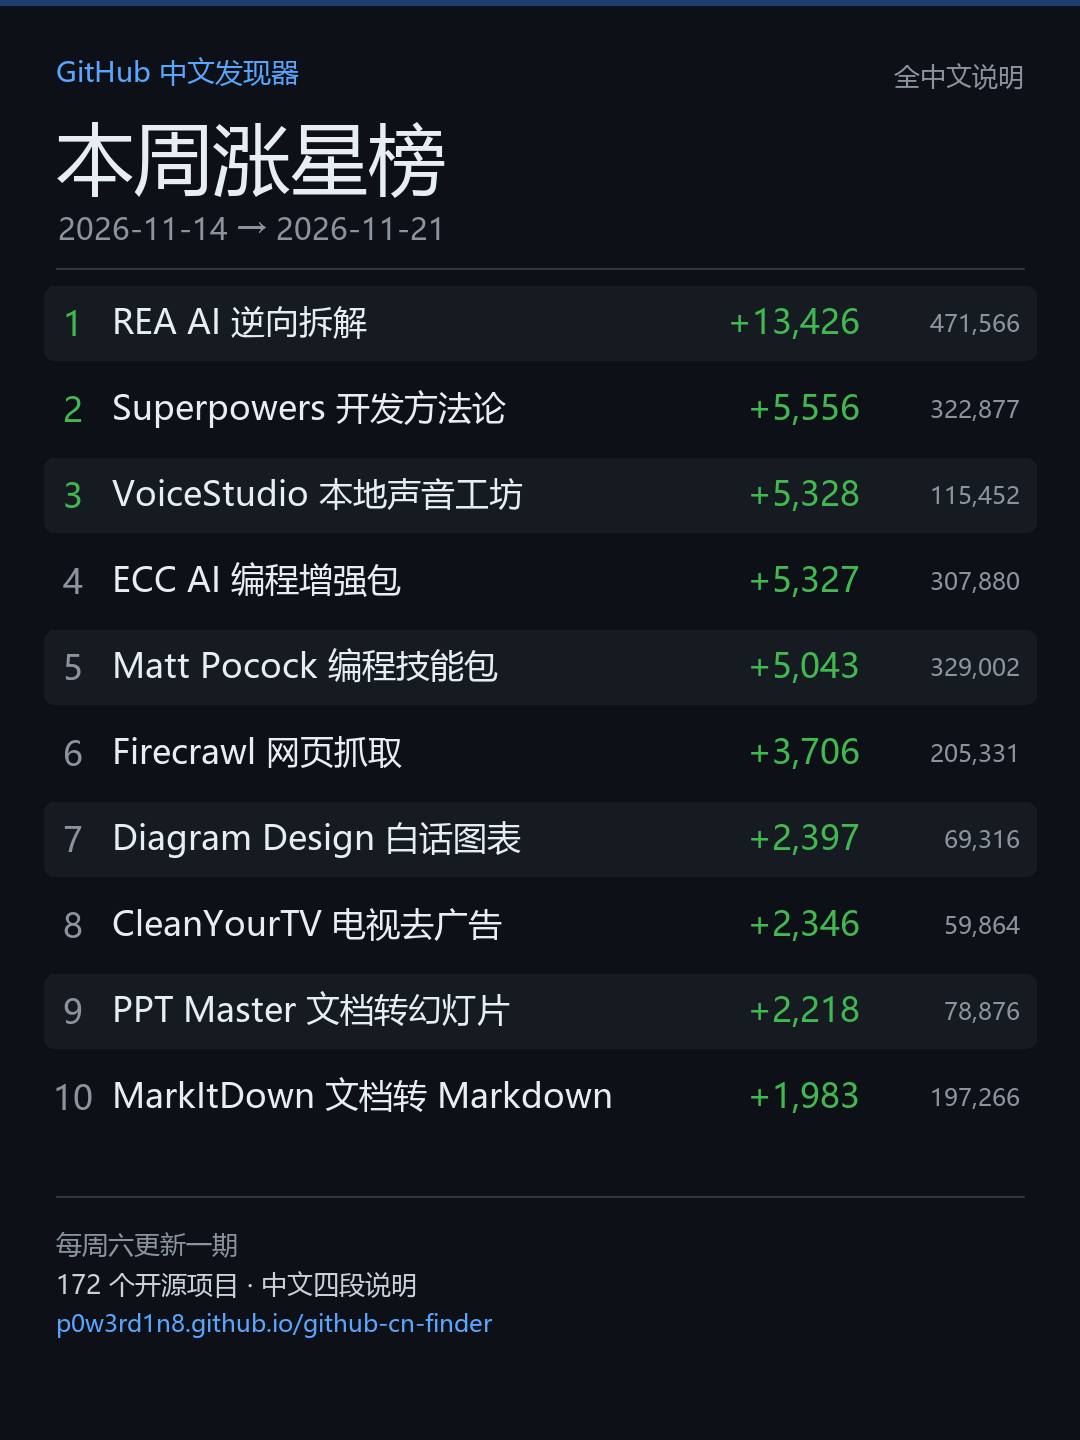 GitHub 中文发现器
全中文说明
本周涨星榜
2026-11-14 → 2026-11-21
1 REA AI 逆向拆解 +13,426 471,566
2 Superpowers 开发方法论 +5,556 322,877
3 VoiceStudio 本地声音工坊 +5,328 115,452
4 ECC AI 编程增强包 +5,327 307,880
5 Matt Pocock 编程技能包 +5,043 329,002
6 Firecrawl 网页抓取 +3,706 205,331
7 Diagram Design 白话图表 +2,397 69,316
8 CleanYourTV 电视去广告 +2,346 59,864
9 PPT Master 文档转幻灯片 +2,218 78,876
10 MarkItDown 文档转 Markdown +1,983 197,266
每周六更新一期
172 个开源项目 · 中文四段说明
p0w3rd1n8.github.io/github-cn-finder